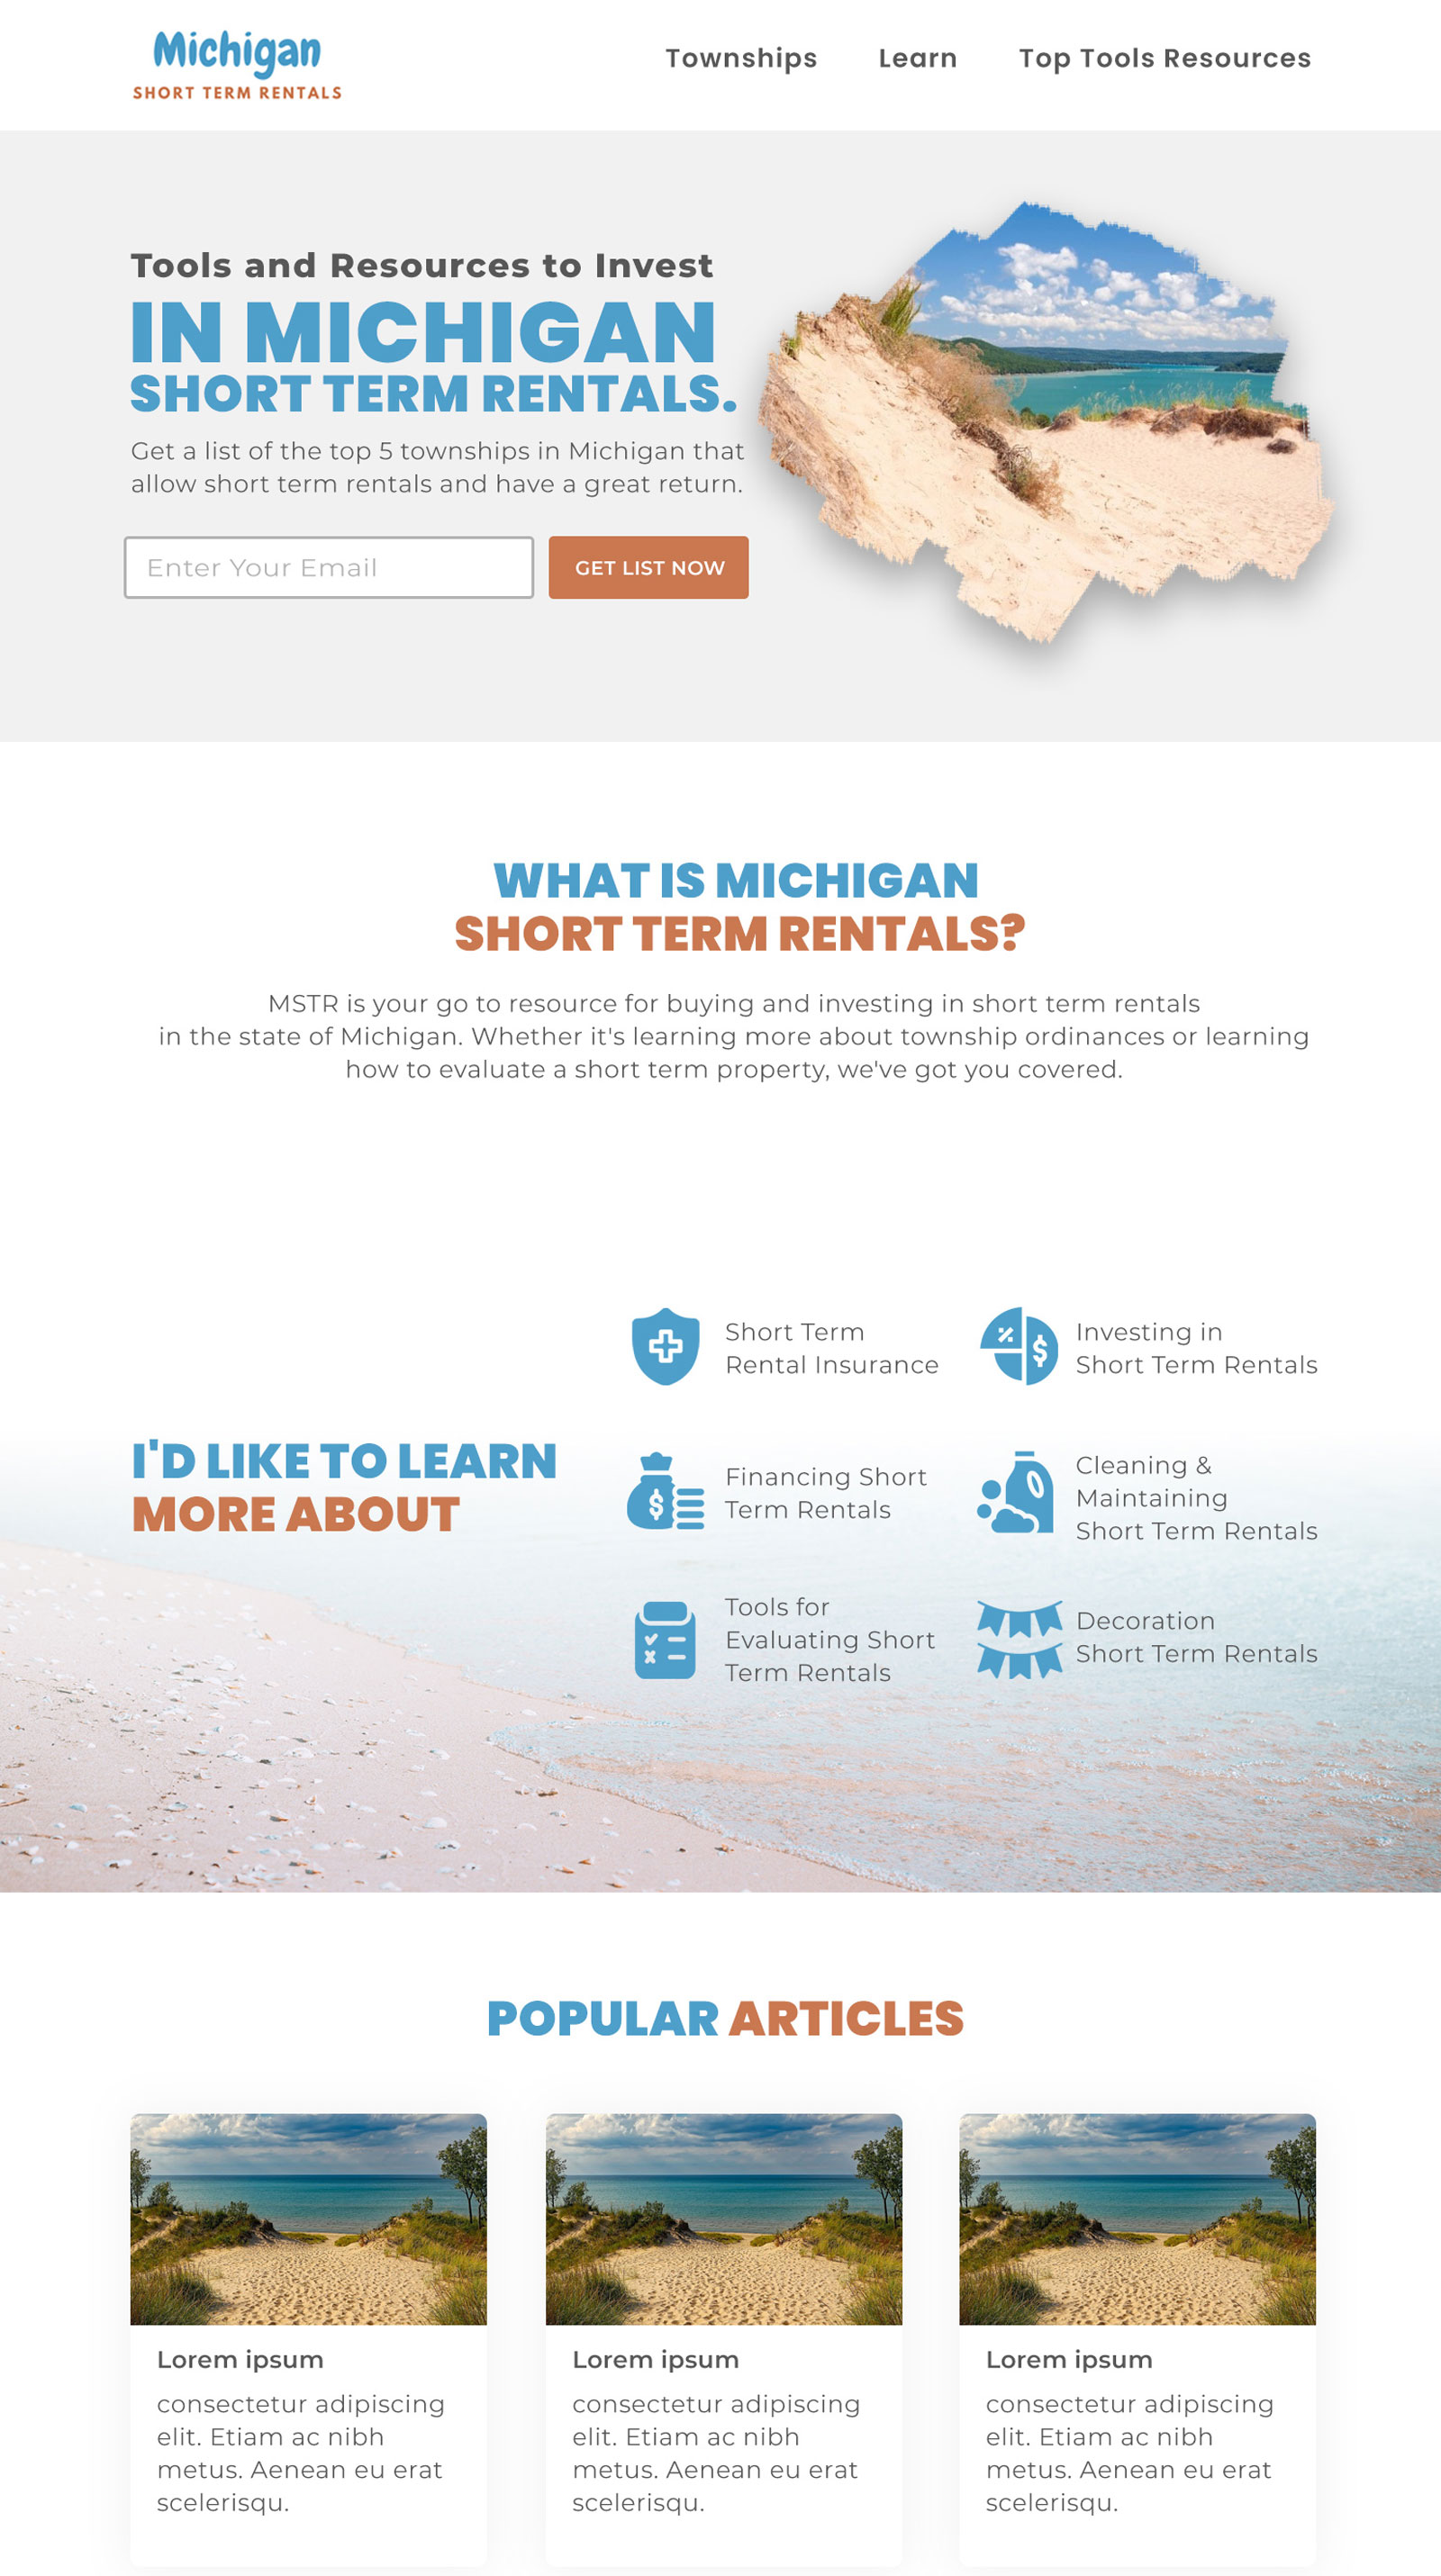 Michigan
SHORT TERM RENTALS
Townships Learn Top Tools Resources
Tools and Resources to Invest
IN MICHIGAN
SHORT TERM RENTALS.
Get a list of the top 5 townships in Michigan that
allow short term rentals and have a great return.
Enter Your Email
GET LIST NOW
WHAT IS MICHIGAN
SHORT TERM RENTALS?
MSTR is your go to resource for buying and investing in short term rentals
in the state of Michigan. Whether it's learning more about township ordinances or learning
how to evaluate a short term property, we've got you covered.
I'D LIKE TO LEARN
MORE ABOUT
Short Term
Rental Insurance
Investing in
Short Term Rentals
Financing Short
Term Rentals
Cleaning &
Maintaining
Short Term Rentals
Tools for
Evaluating Short
Term Rentals
Decoration
Short Term Rentals
POPULAR ARTICLES
Lorem ipsum
consectetur adipiscing
elit. Etiam ac nibh
metus. Aenean eu erat
scelerisqu.
Lorem ipsum
consectetur adipiscing
elit. Etiam ac nibh
metus. Aenean eu erat
scelerisqu.
Lorem ipsum
consectetur adipiscing
elit. Etiam ac nibh
metus. Aenean eu erat
scelerisqu.